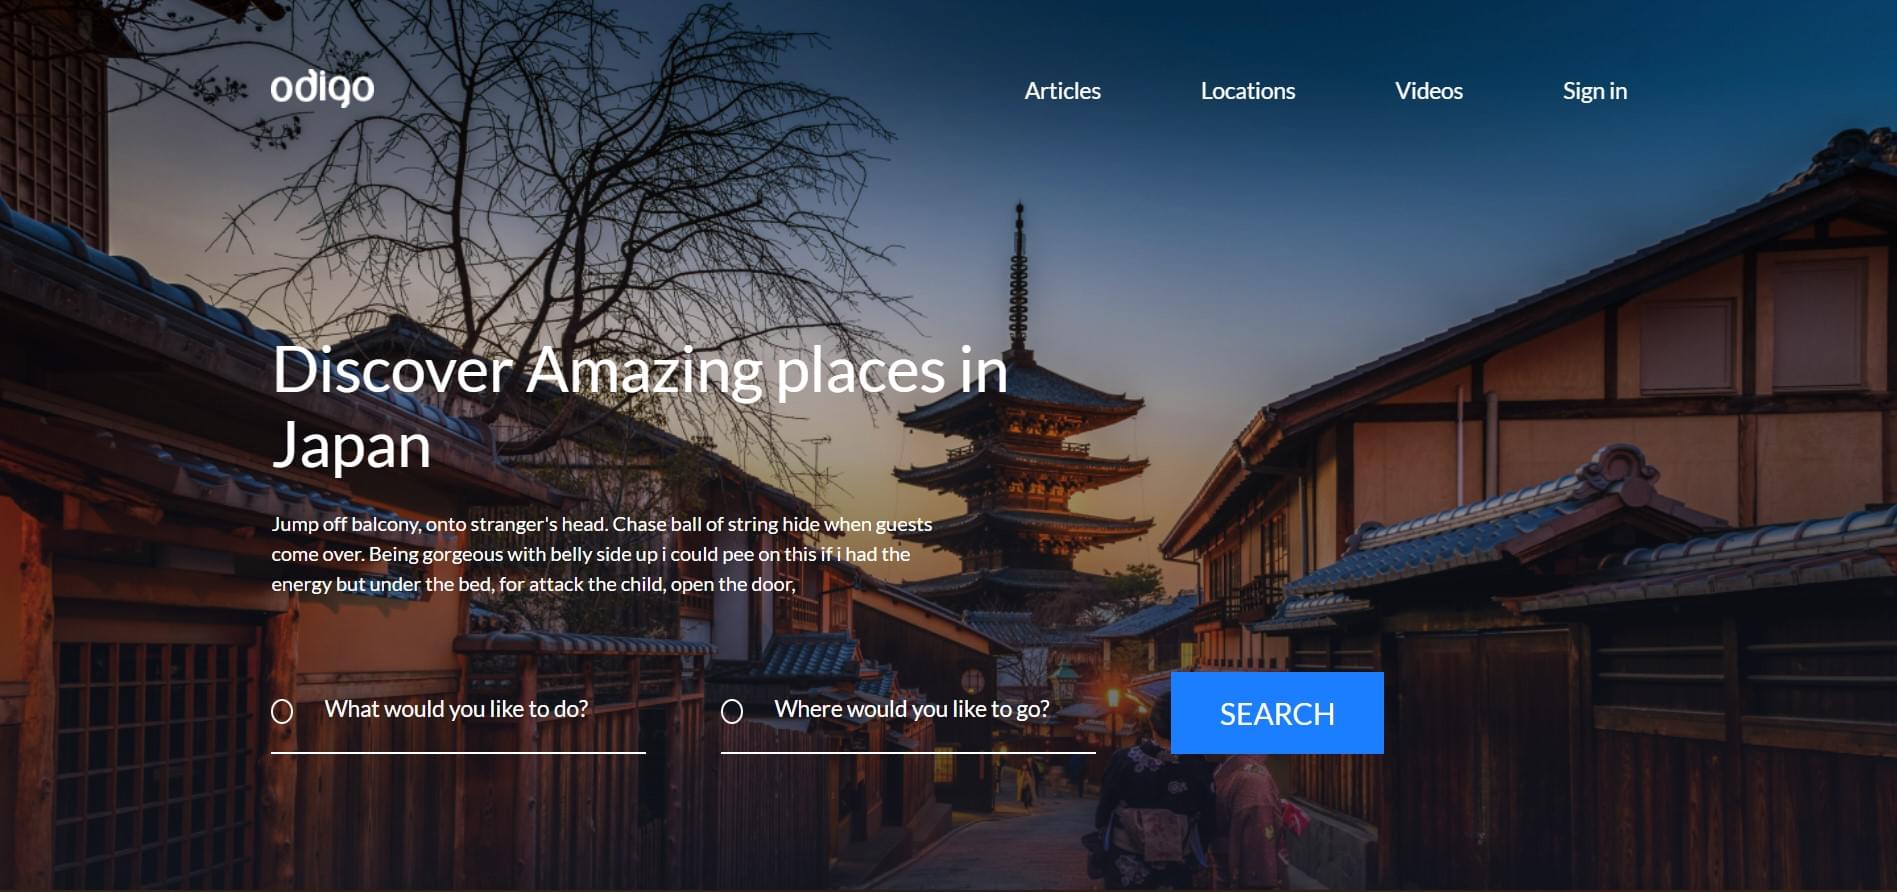 odigo
Articles Locations Videos Sign in
Discover Amazing places in
Japan
Jump off balcony, onto stranger's head. Chase ball of string hide when guests
come over. Being gorgeous with belly side up i could pee on this if i had the
energy but under the bed, for attack the child, open the door,
What would you like to do? Where would you like to go? SEARCH